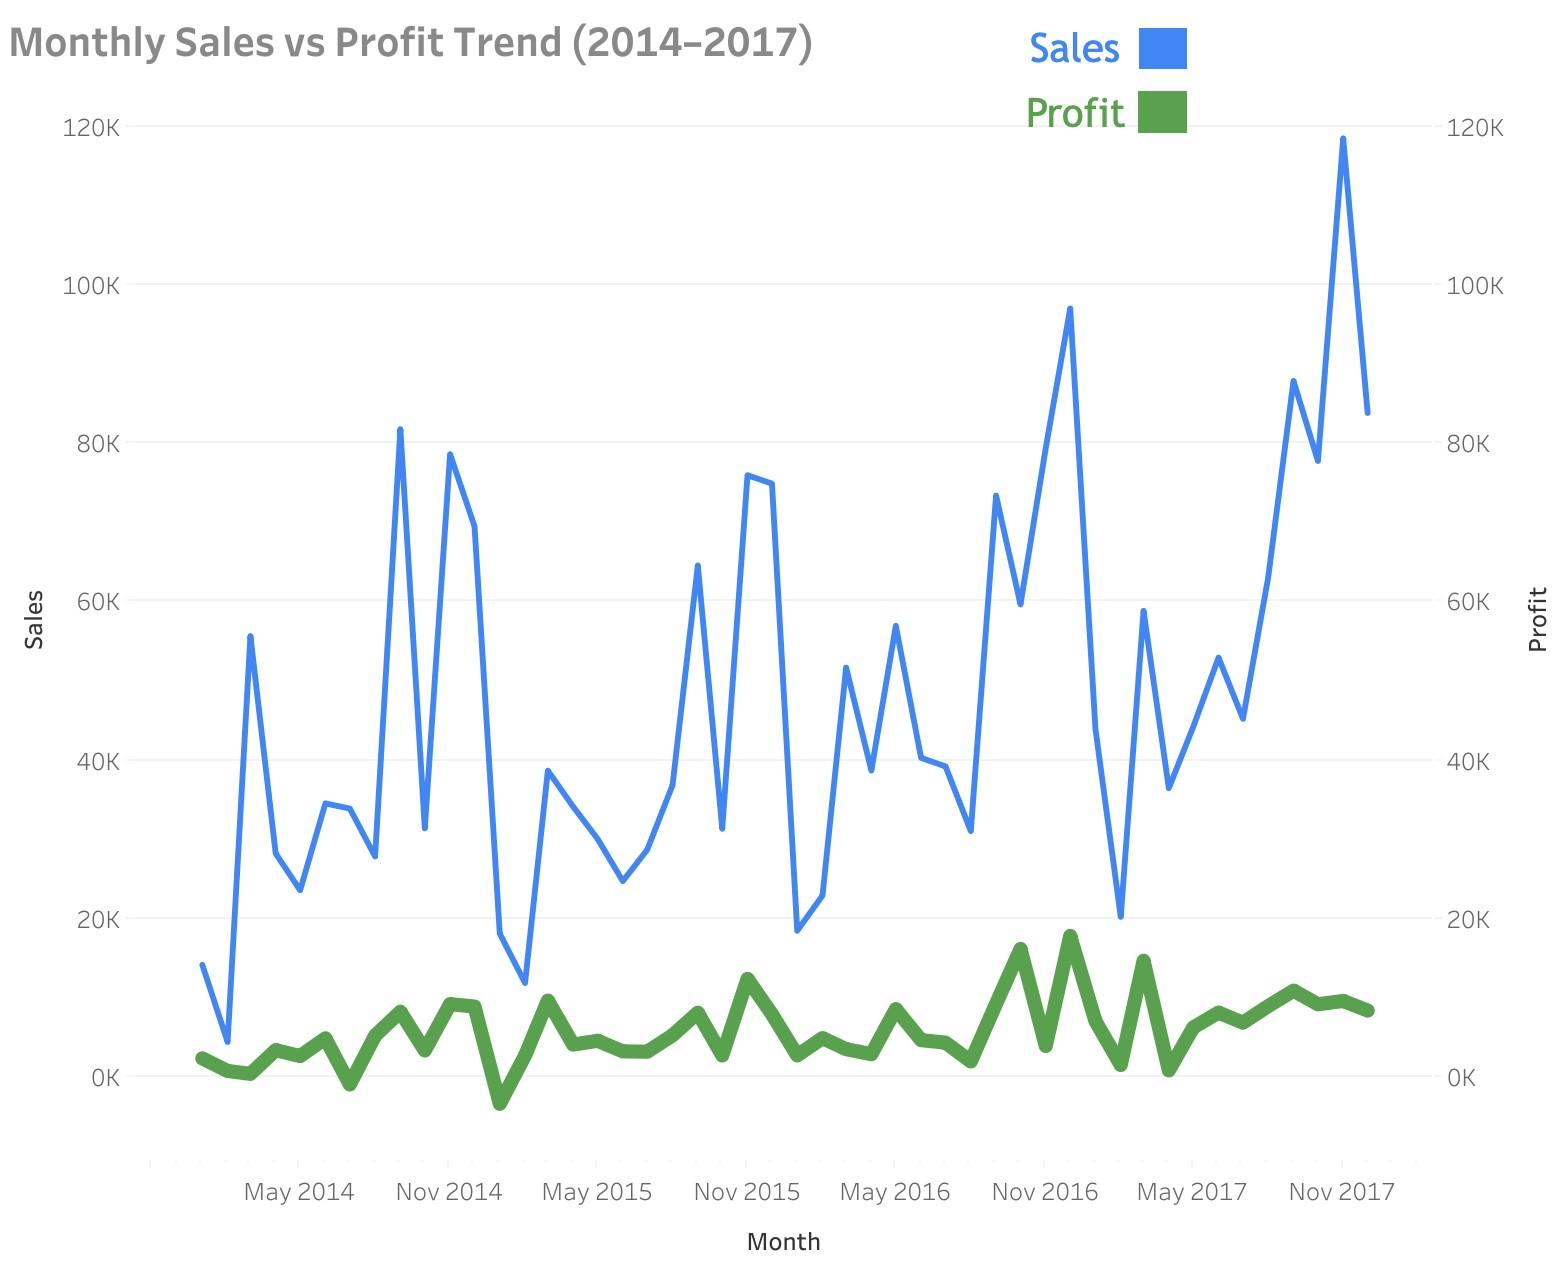 Monthly Sales vs Profit Trend (2014–2017)
Sales
Profit
120K
100K
80K
60K
40K
20K
0K
Sales
120K
100K
80K
60K
40K
20K
0K
Profit
May 2014
Nov 2014
May 2015
Nov 2015
May 2016
Nov 2016
May 2017
Nov 2017
Month